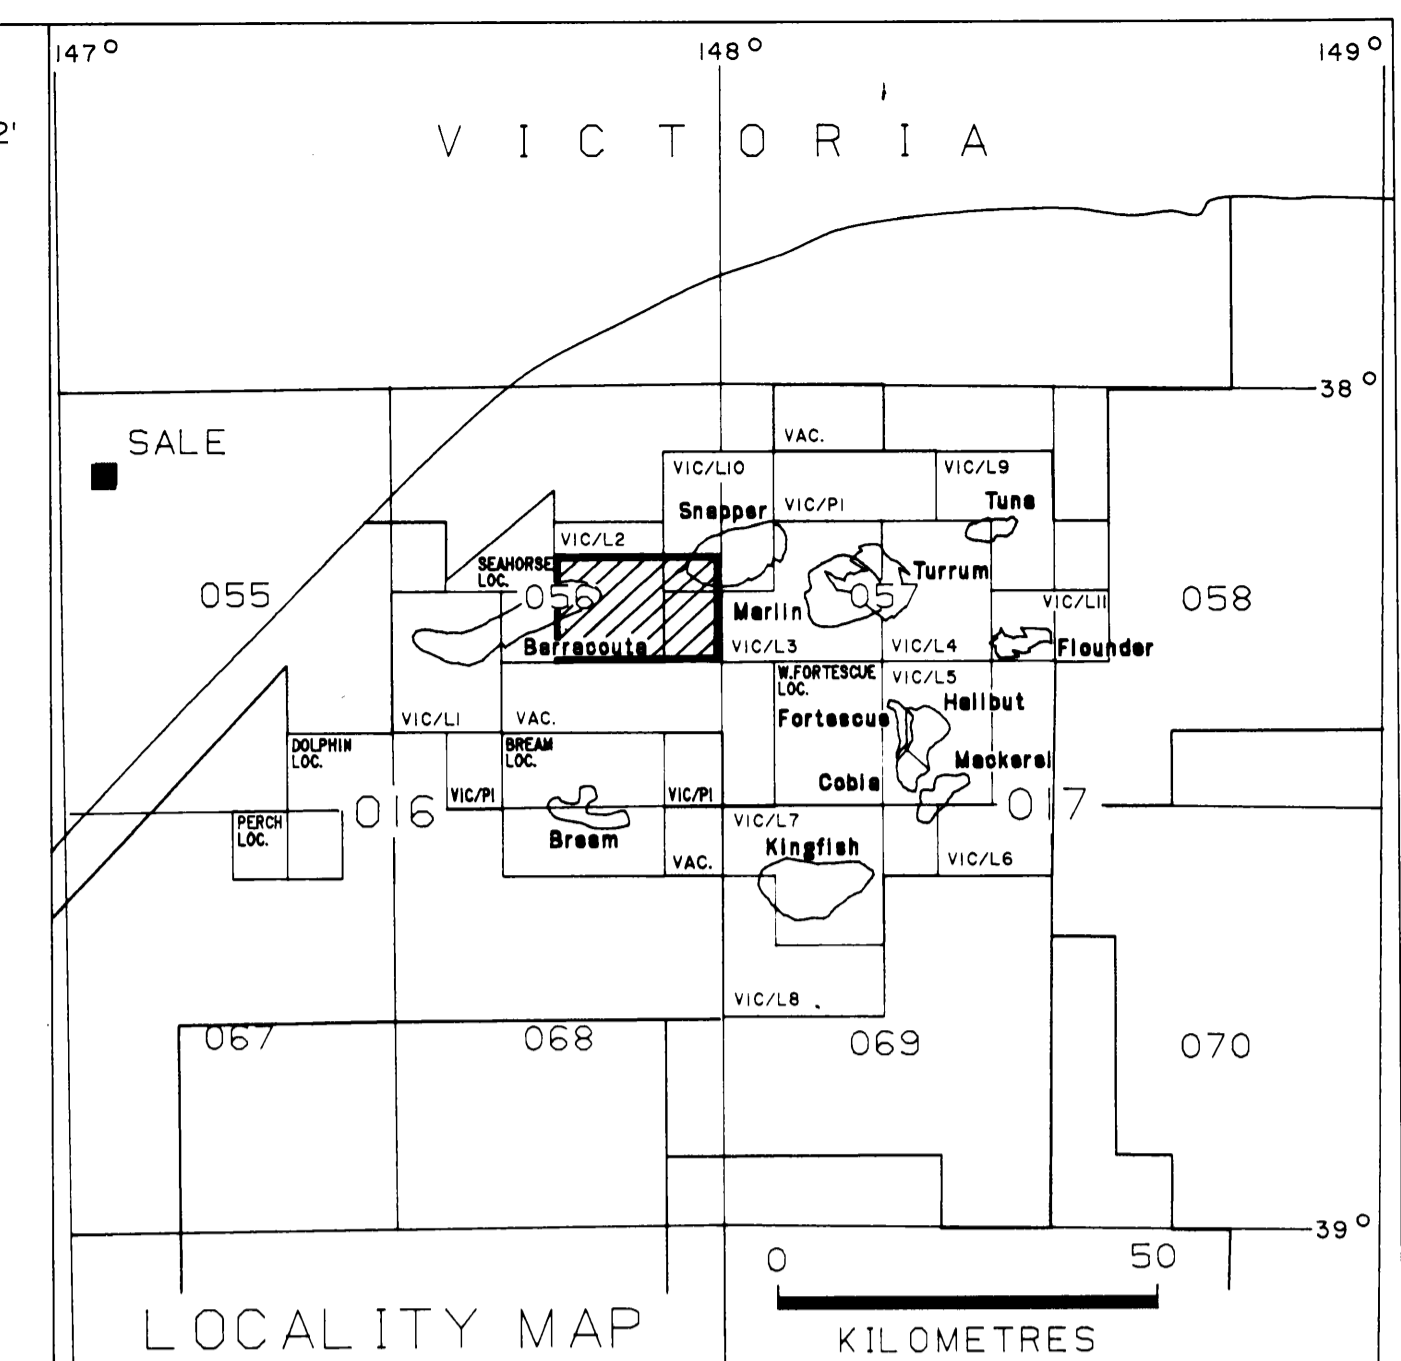 147° 148° 149°
2'
VICTORIA
38°
SALE
VAC.
VIC/L10
VIC/L9
Snapper
VIC/P1
Tuna
VIC/L2
SEAHORSE
LOC.
055
056
Turrum
05
058
Marlin
VIC/L11
Barracouta
VIC/L3
VIC/L4
Flounder
W.FORTESCUE
LOC.
VIC/L5
Halibut
Fortescue
VIC/L1
VAC.
DOLPHIN
LOC.
BREAM
LOC.
Mackerel
Cobia
VIC/P1
VIC/P1
016
017
PERCH
LOC.
VIC/L7
Bream
Kingfish
VAC.
VIC/L6
VIC/L8
067
068
069
070
39°
0 50
KILOMETRES
LOCALITY MAP